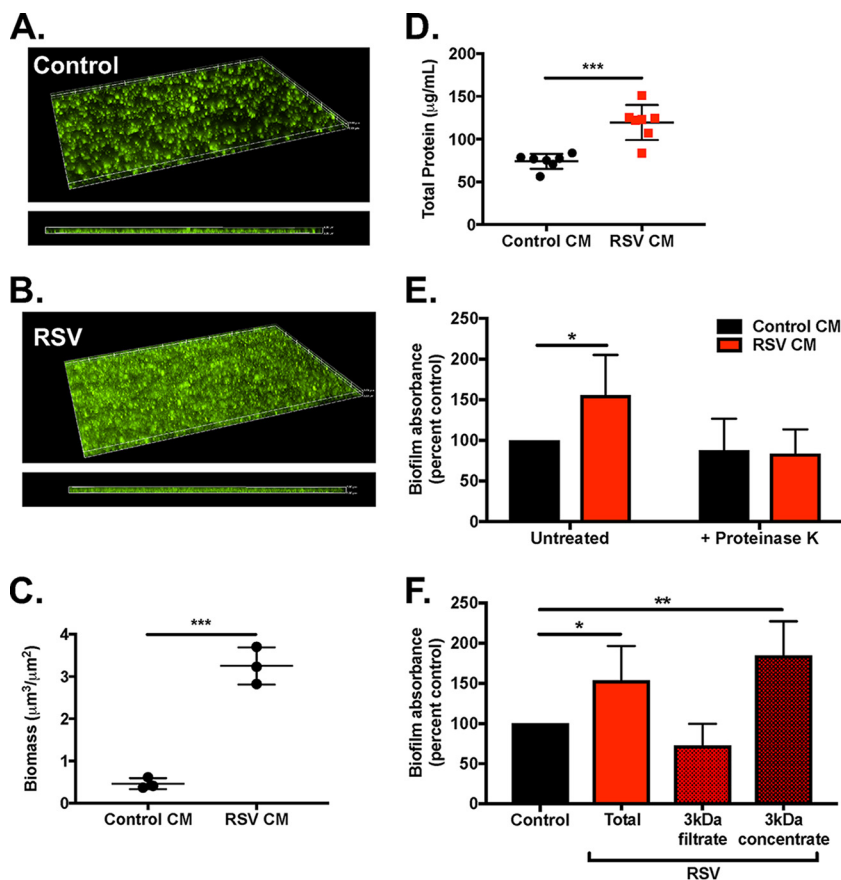 A.
Control
B.
RSV
C.
Biomass (μm³/μm²)
4
3
2
1
0
***
Control CM
RSV CM
D.
Total Protein (μg/mL)
200
150
100
50
0
***
Control CM
RSV CM
E.
Biofilm absorbance
(percent control)
250
200
150
100
50
0
*
Control CM
RSV CM
Untreated
+ Proteinase K
F.
Biofilm absorbance
(percent control)
250
200
150
100
50
0
*
**
Control
Total
3kDa
filtrate
3kDa
concentrate
RSV